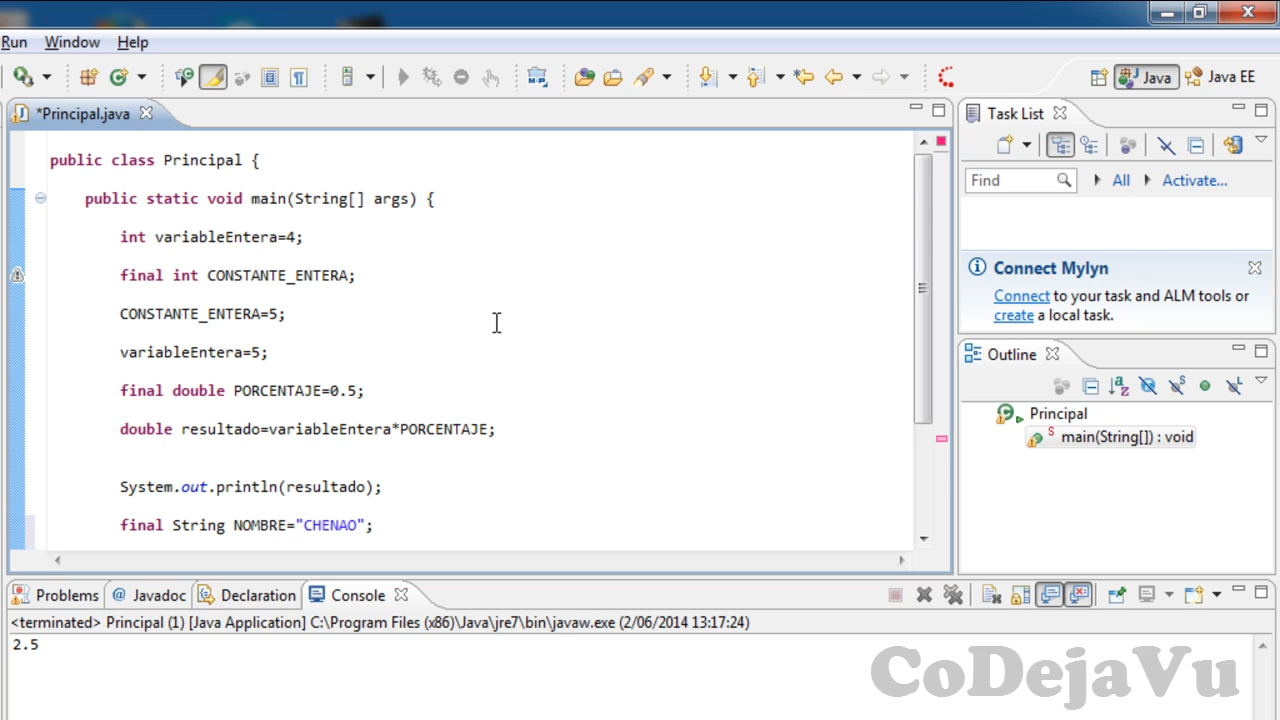 Run Window Help
Java Java EE
*Principal.java
public class Principal {
public static void main(String[] args) {
int variableEntera=4;
final int CONSTANTE_ENTERA;
CONSTANTE_ENTERA=5;
variableEntera=5;
final double PORCENTAJE=0.5;
double resultado=variableEntera*PORCENTAJE;
System.out.println(resultado);
final String NOMBRE="CHENAO";
Task List
Find All Activate...
Connect Mylyn
Connect to your task and ALM tools or
create a local task.
Outline
Principal
main(String[]) : void
Problems Javadoc Declaration Console
<terminated> Principal (1) [Java Application] C:\Program Files (x86)\Java\jre7\bin\javaw.exe (2/06/2014 13:17:24)
2.5
CoDejaVu